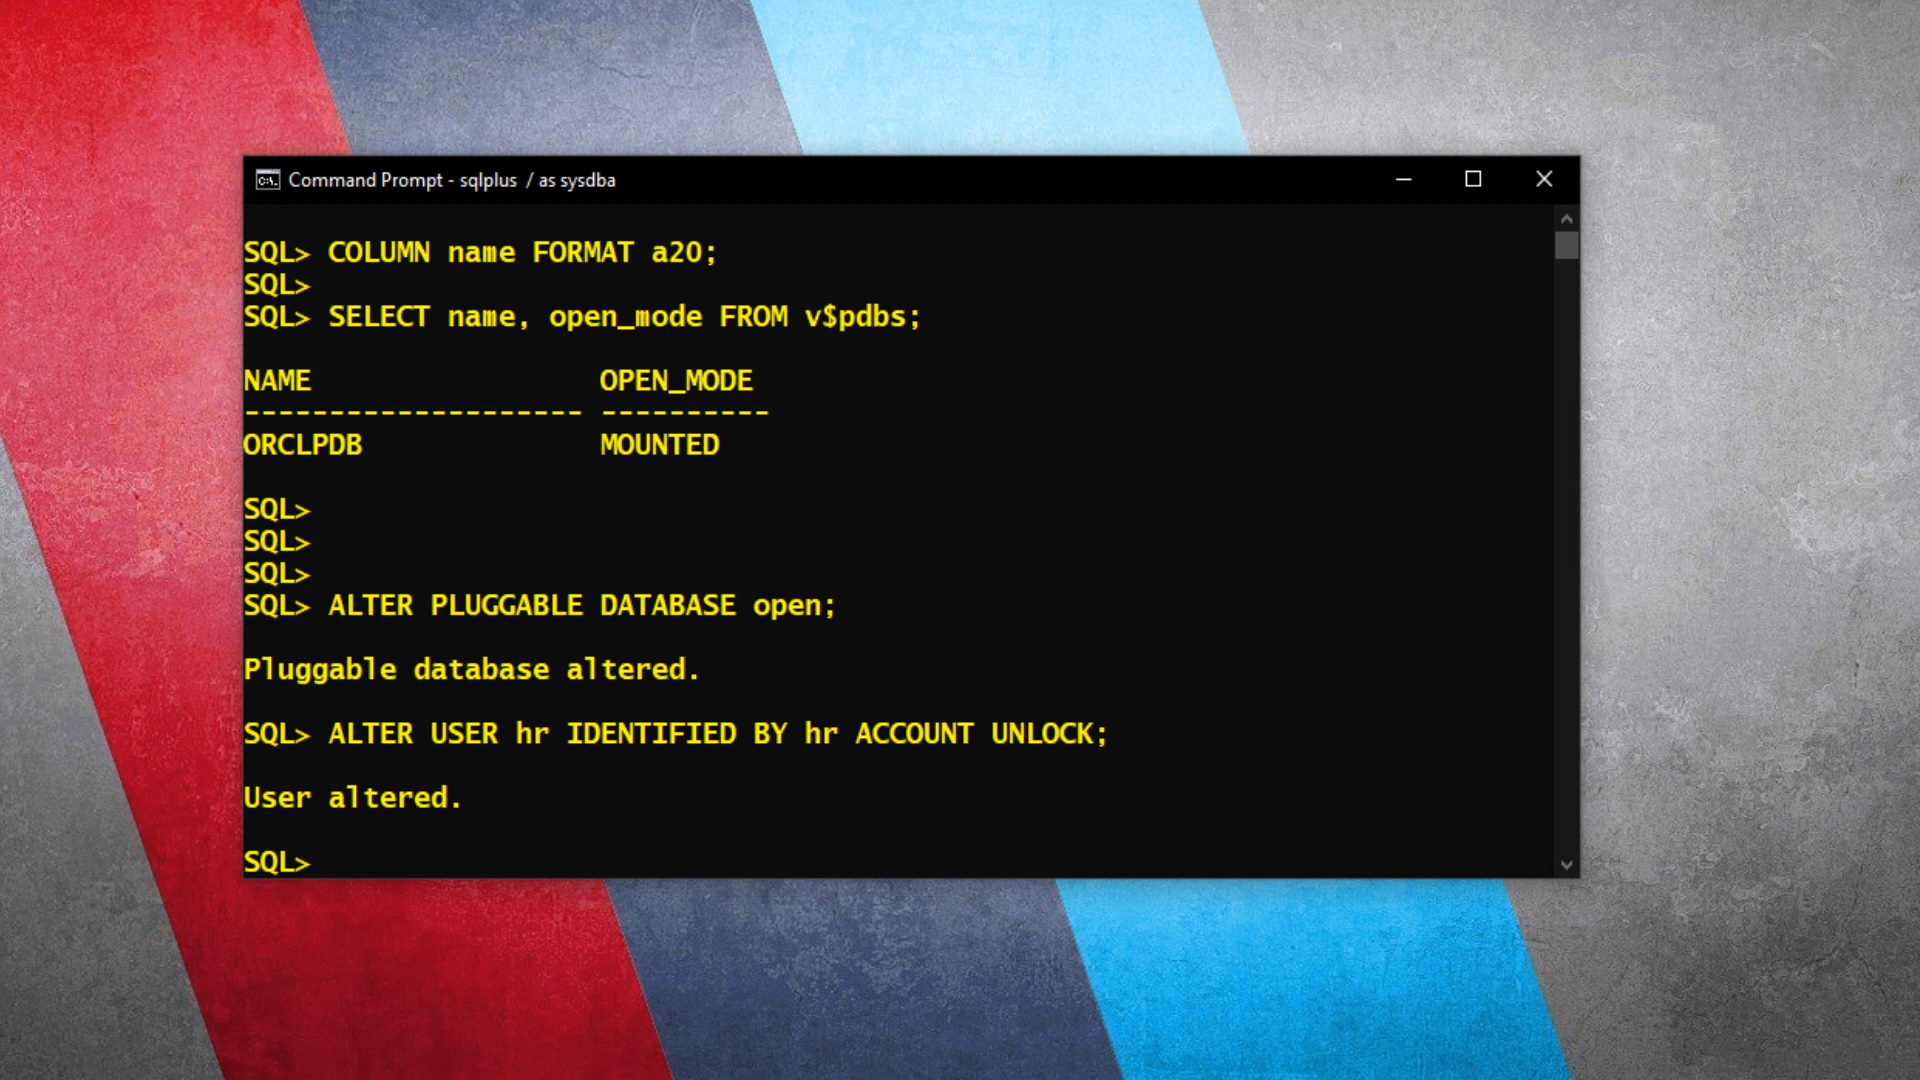 Command Prompt - sqlplus / as sysdba
SQL> COLUMN name FORMAT a20;
SQL>
SQL> SELECT name, open_mode FROM v$pdbs;
NAME                 OPEN_MODE
-------------------- ----------
ORCLPDB              MOUNTED
SQL>
SQL>
SQL>
SQL> ALTER PLUGGABLE DATABASE open;
Pluggable database altered.
SQL> ALTER USER hr IDENTIFIED BY hr ACCOUNT UNLOCK;
User altered.
SQL>